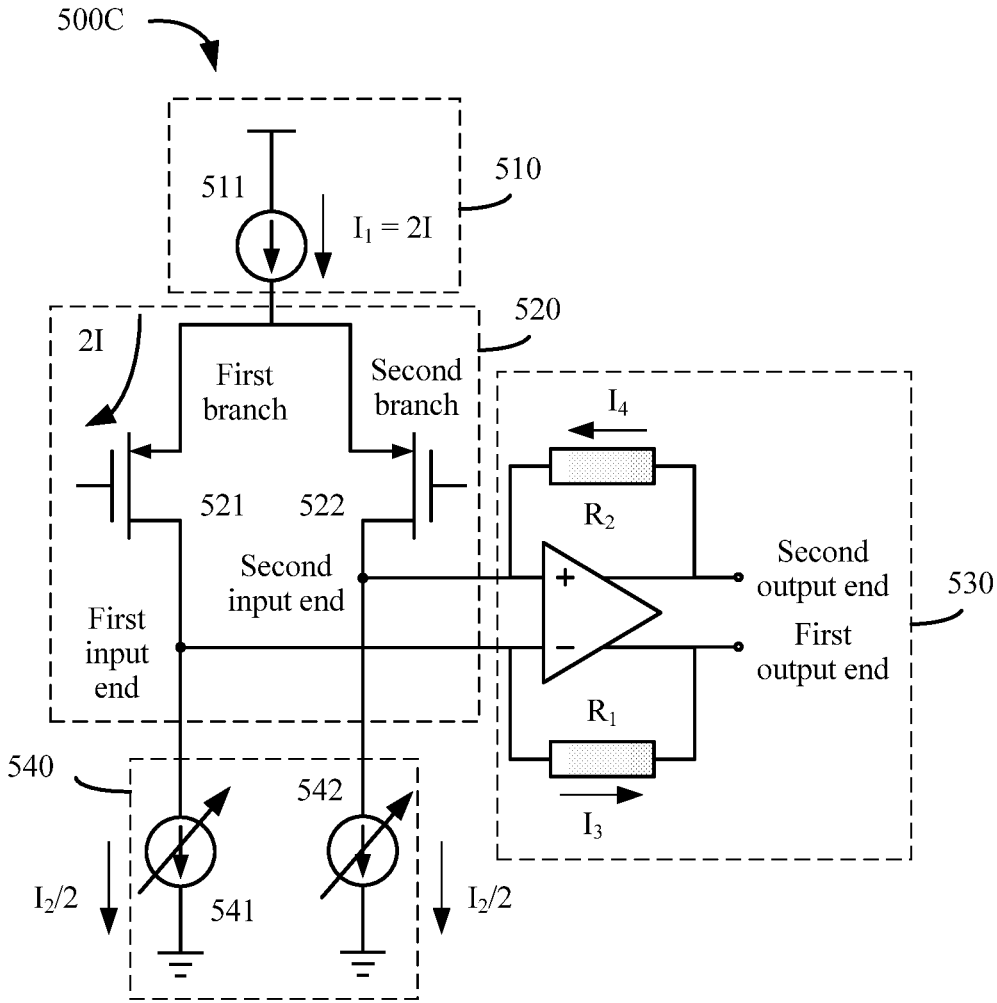 500C
510
511
I₁ = 2I
520
2I
First
branch
Second
branch
I₄
521
522
R₂
Second
input end
+
Second
output end
530
First
input
end
−
First
output end
R₁
540
542
I₃
I₂/2
541
I₂/2